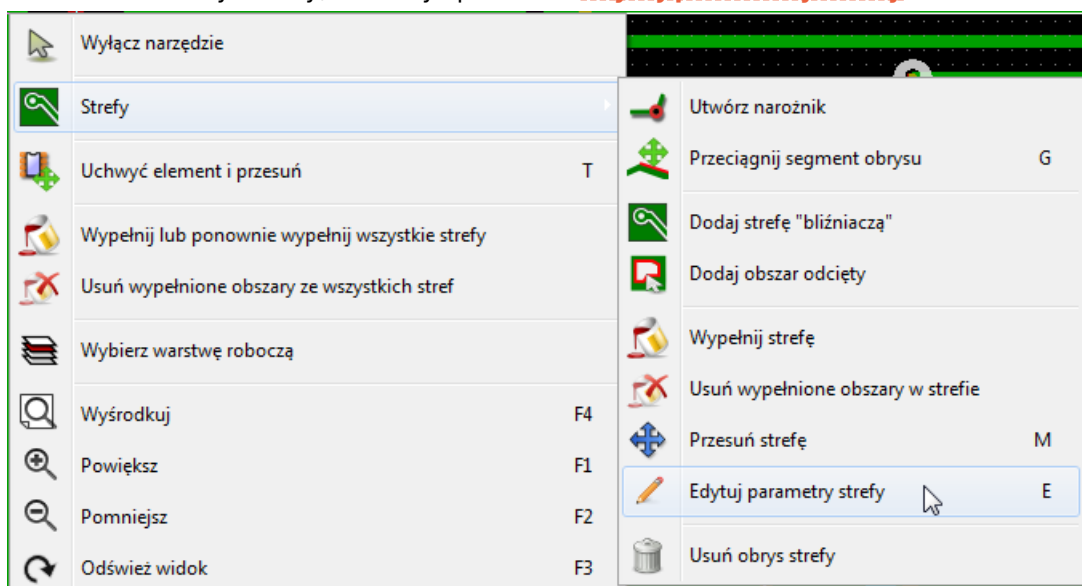 Wyłącz narzędzie
Strefy
Uchwyć element i przesuń T
Wypełnij lub ponownie wypełnij wszystkie strefy
Usuń wypełnione obszary ze wszystkich stref
Wybierz warstwę roboczą
Wyśrodkuj F4
Powiększ F1
Pomniejsz F2
Odśwież widok F3
Utwórz narożnik
Przeciągnij segment obrysu G
Dodaj strefę "bliźniaczą"
Dodaj obszar odcięty
Wypełnij strefę
Usuń wypełnione obszary w strefie
Przesuń strefę M
Edytuj parametry strefy E
Usuń obrys strefy